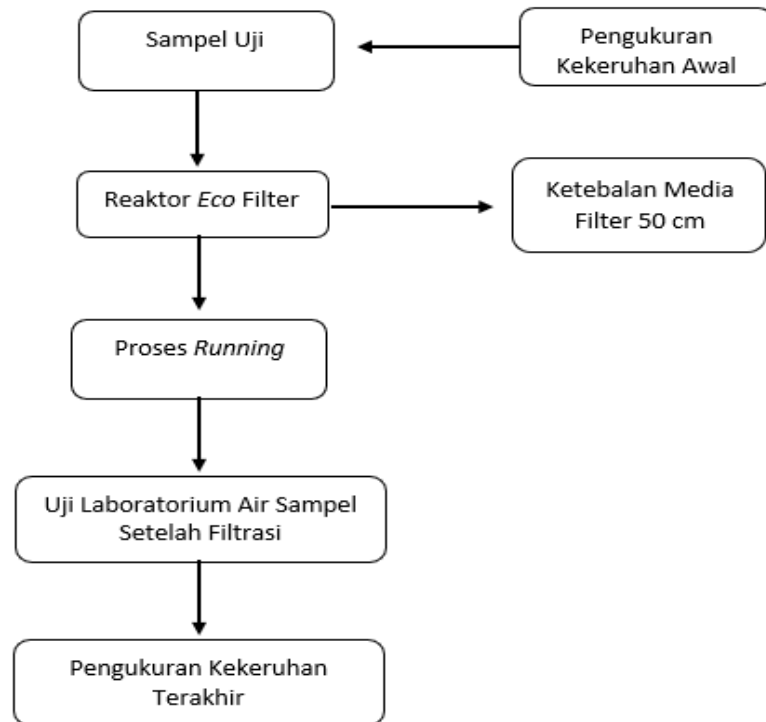 Sampel Uji
Pengukuran
Kekeruhan Awal
Reaktor Eco Filter
Ketebalan Media
Filter 50 cm
Proses Running
Uji Laboratorium Air Sampel
Setelah Filtrasi
Pengukuran Kekeruhan
Terakhir